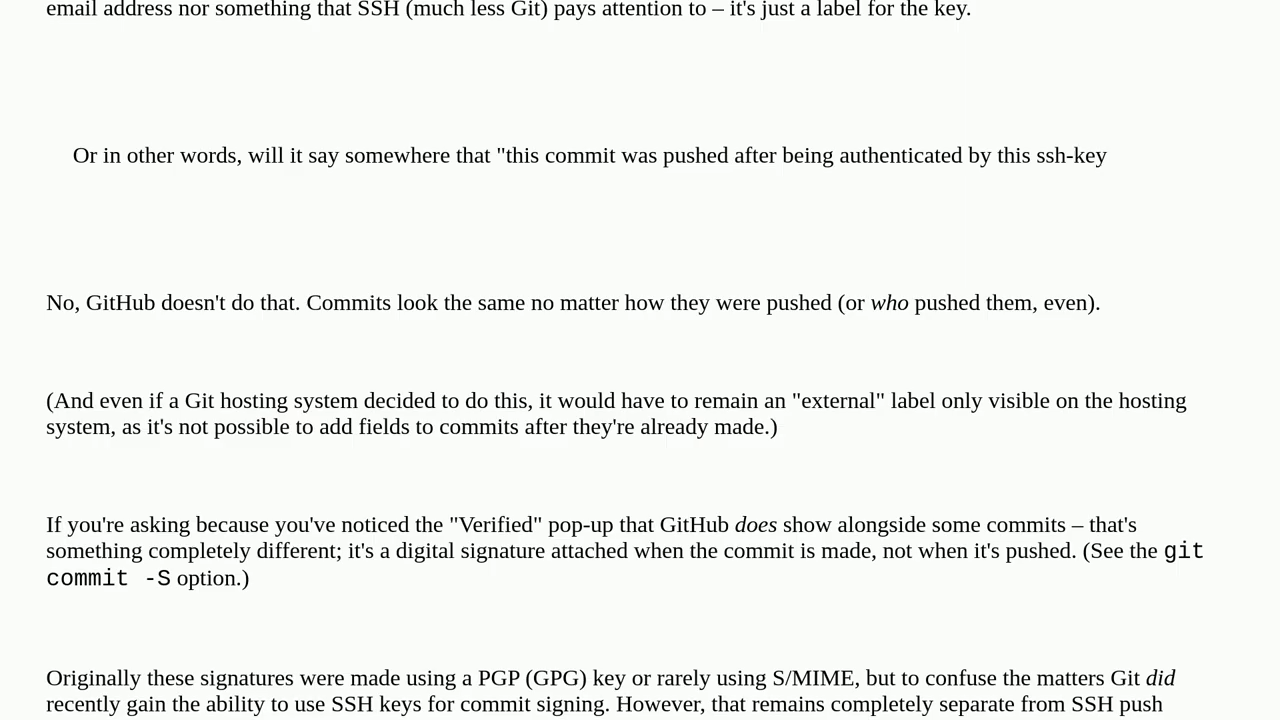 email address nor something that SSH (much less Git) pays attention to – it's just a label for the key.
Or in other words, will it say somewhere that "this commit was pushed after being authenticated by this ssh-key
No, GitHub doesn't do that. Commits look the same no matter how they were pushed (or who pushed them, even).
(And even if a Git hosting system decided to do this, it would have to remain an "external" label only visible on the hosting
system, as it's not possible to add fields to commits after they're already made.)
If you're asking because you've noticed the "Verified" pop-up that GitHub does show alongside some commits – that's
something completely different; it's a digital signature attached when the commit is made, not when it's pushed. (See the git
commit -S option.)
Originally these signatures were made using a PGP (GPG) key or rarely using S/MIME, but to confuse the matters Git did
recently gain the ability to use SSH keys for commit signing. However, that remains completely separate from SSH push